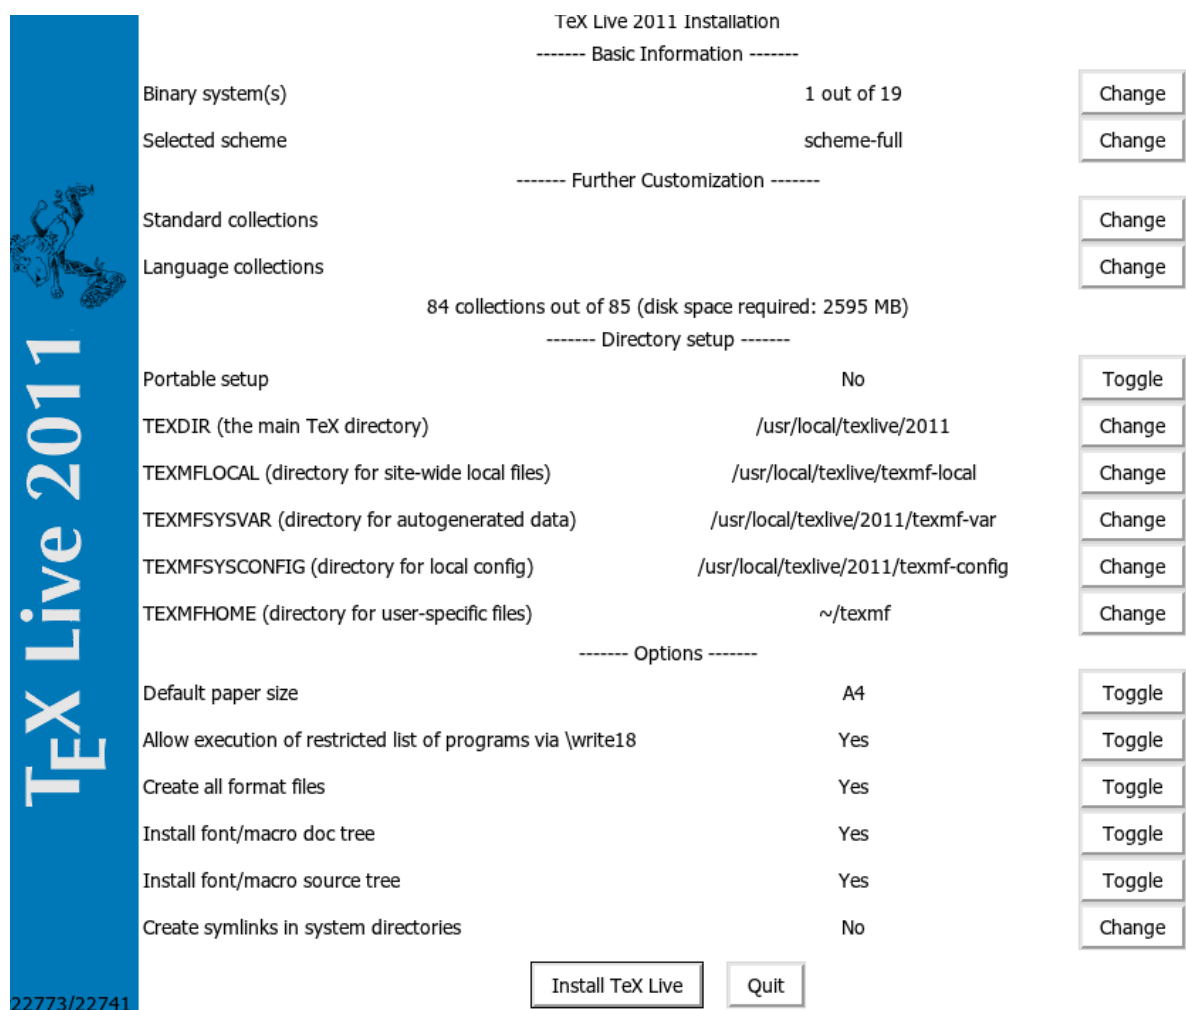 TeX Live 2011 Installation
------- Basic Information -------
Binary system(s) 1 out of 19 Change
Selected scheme scheme-full Change
------- Further Customization -------
Standard collections Change
Language collections Change
84 collections out of 85 (disk space required: 2595 MB)
------- Directory setup -------
Portable setup No Toggle
TEXDIR (the main TeX directory) /usr/local/texlive/2011 Change
TEXMFLOCAL (directory for site-wide local files) /usr/local/texlive/texmf-local Change
TEXMFSYSVAR (directory for autogenerated data) /usr/local/texlive/2011/texmf-var Change
TEXMFSYSCONFIG (directory for local config) /usr/local/texlive/2011/texmf-config Change
TEXMFHOME (directory for user-specific files) ~/texmf Change
------- Options -------
Default paper size A4 Toggle
Allow execution of restricted list of programs via \write18 Yes Toggle
Create all format files Yes Toggle
Install font/macro doc tree Yes Toggle
Install font/macro source tree Yes Toggle
Create symlinks in system directories No Change
Install TeX Live Quit
TEX Live 2011
22773/22741